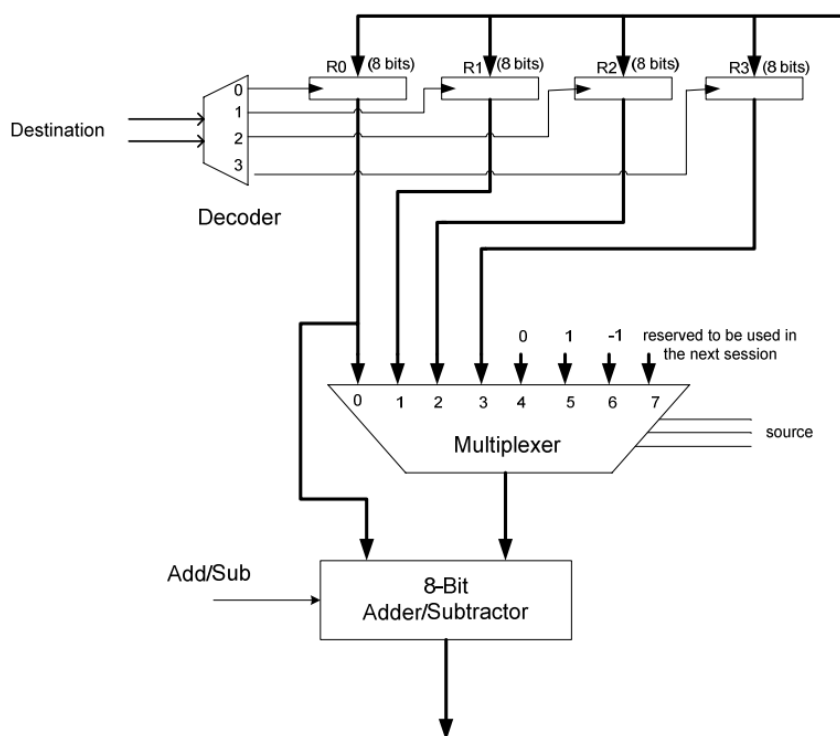 R0 (8 bits) R1 (8 bits) R2 (8 bits) R3 (8 bits)
0
1
2
3
Destination
Decoder
0 1 -1 reserved to be used in
the next session
0 1 2 3 4 5 6 7
Multiplexer
source
Add/Sub
8-Bit
Adder/Subtractor